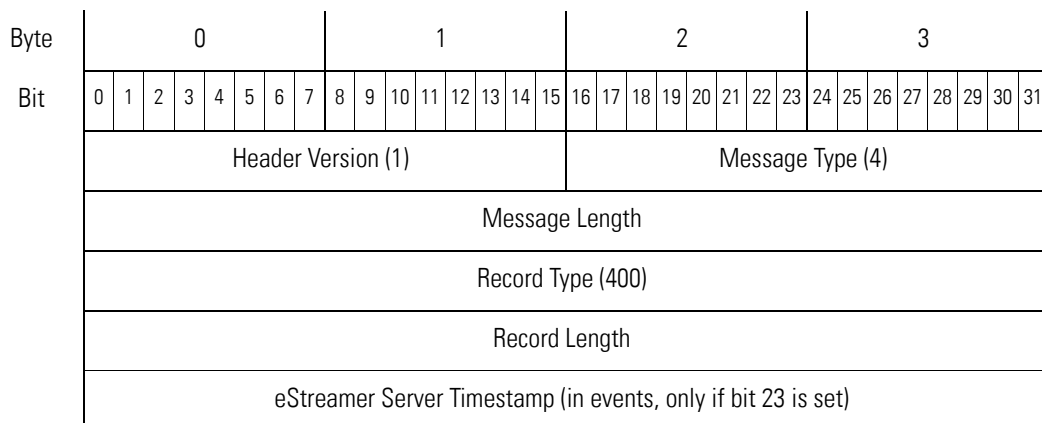 Byte 0 1 2 3
Bit 0 1 2 3 4 5 6 7 8 9 10 11 12 13 14 15 16 17 18 19 20 21 22 23 24 25 26 27 28 29 30 31
Header Version (1) Message Type (4)
Message Length
Record Type (400)
Record Length
eStreamer Server Timestamp (in events, only if bit 23 is set)